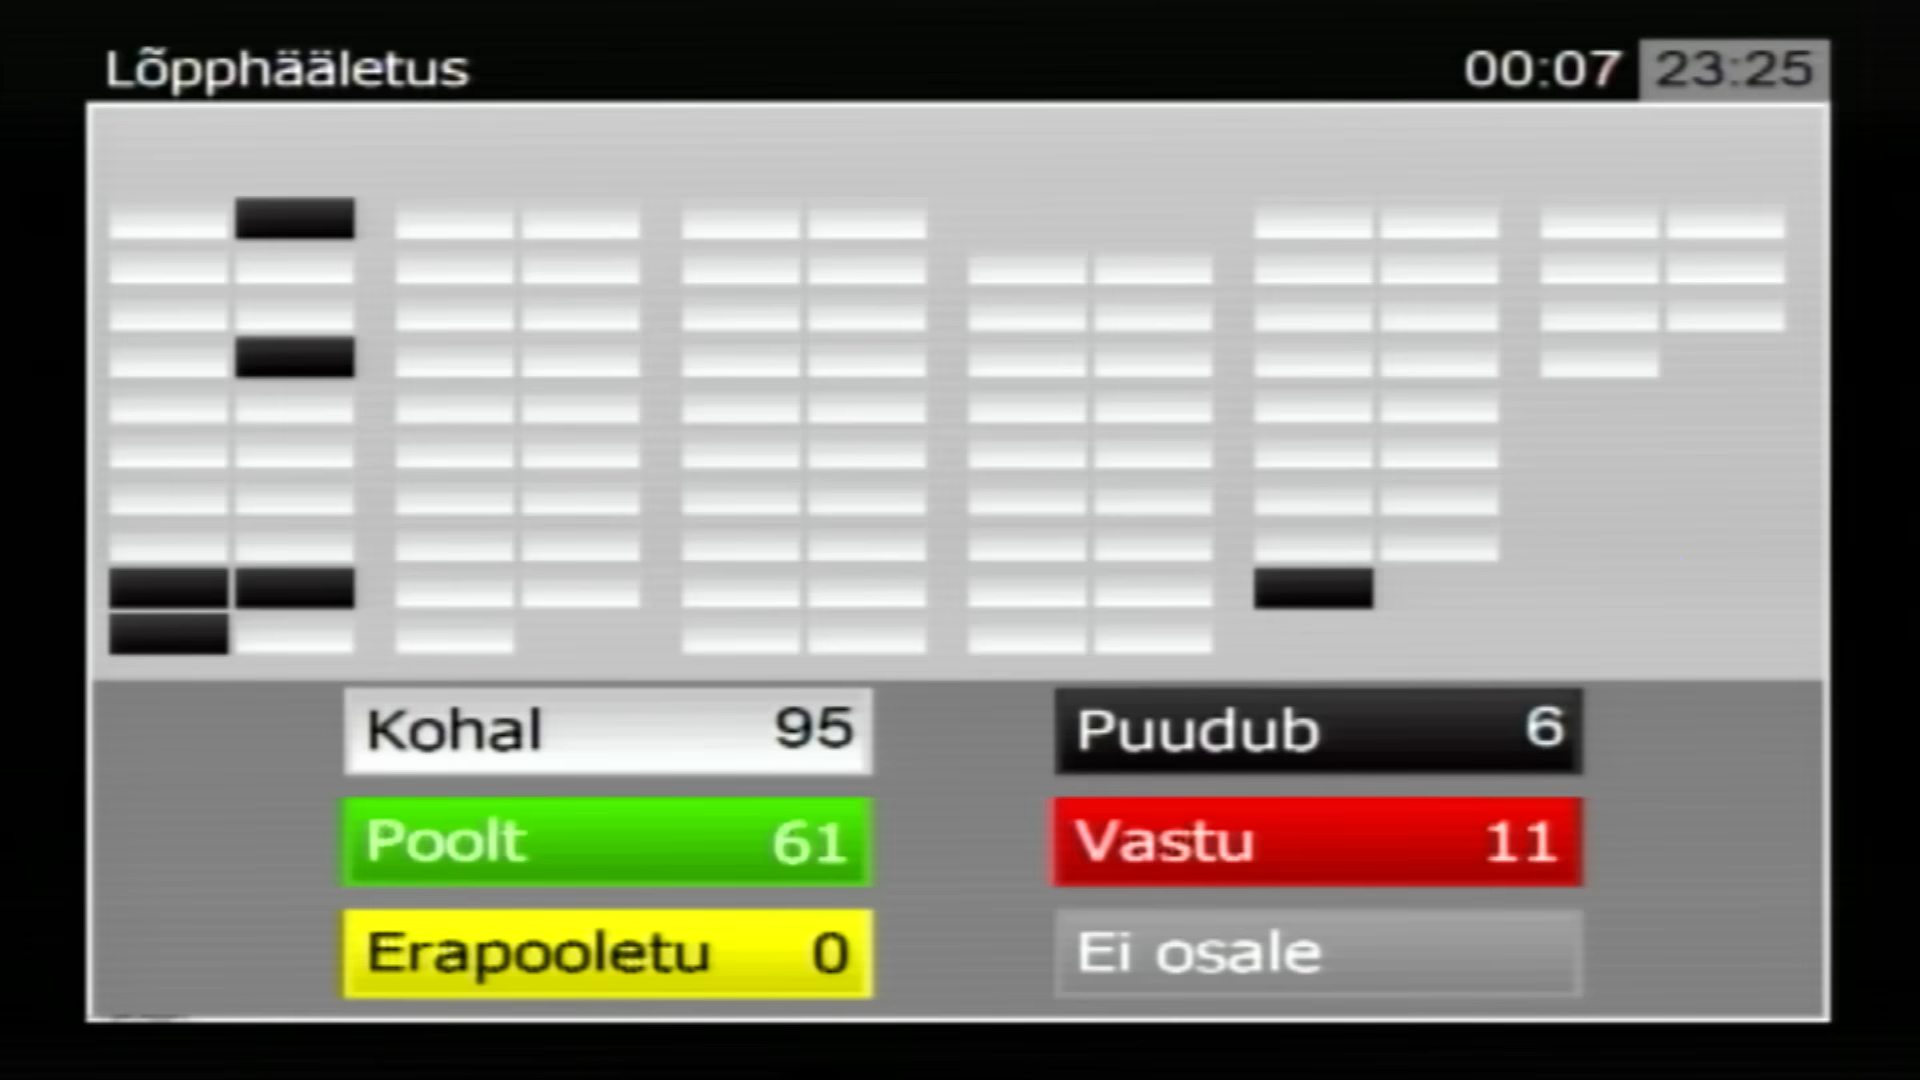 Lõpphääletus 00:07 23:25
Kohal 95 Puudub 6
Poolt 61 Vastu 11
Erapooletu 0 Ei osale